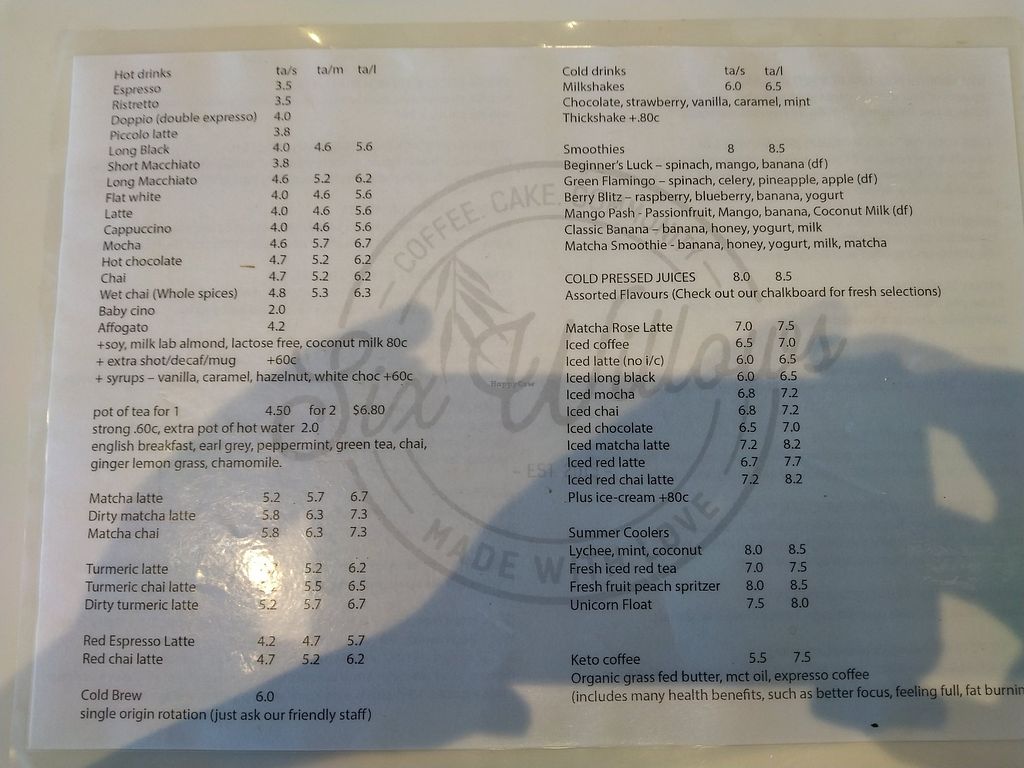 Hot drinks ta/s ta/m ta/l
Espresso 3.5
Ristretto 3.5
Doppio (double expresso) 4.0
Piccolo latte 3.8
Long Black 4.0 4.6 5.6
Short Macchiato 3.8
Long Macchiato 4.6 5.2 6.2
Flat white 4.0 4.6 5.6
Latte 4.0 4.6 5.6
Cappuccino 4.0 4.6 5.6
Mocha 4.6 5.7 6.7
Hot chocolate 4.7 5.2 6.2
Chai 4.7 5.2 6.2
Wet chai (Whole spices) 4.8 5.3 6.3
Baby cino 2.0
Affogato 4.2
+soy, milk lab almond, lactose free, coconut milk 80c
+ extra shot/decaf/mug +60c
+ syrups – vanilla, caramel, hazelnut, white choc +60c
pot of tea for 1 4.50 for 2 $6.80
strong .60c, extra pot of hot water 2.0
english breakfast, earl grey, peppermint, green tea, chai,
ginger lemon grass, chamomile.
Matcha latte 5.2 5.7 6.7
Dirty matcha latte 5.8 6.3 7.3
Matcha chai 5.8 6.3 7.3
Turmeric latte 5.2 6.2
Turmeric chai latte 5.5 6.5
Dirty turmeric latte 5.2 5.7 6.7
Red Espresso Latte 4.2 4.7 5.7
Red chai latte 4.7 5.2 6.2
Cold Brew 6.0
single origin rotation (just ask our friendly staff)
Cold drinks ta/s ta/l
Milkshakes 6.0 6.5
Chocolate, strawberry, vanilla, caramel, mint
Thickshake +.80c
Smoothies 8 8.5
Beginner's Luck – spinach, mango, banana (df)
Green Flamingo – spinach, celery, pineapple, apple (df)
Berry Blitz – raspberry, blueberry, banana, yogurt
Mango Pash - Passionfruit, Mango, banana, Coconut Milk (df)
Classic Banana – banana, honey, yogurt, milk
Matcha Smoothie - banana, honey, yogurt, milk, matcha
COLD PRESSED JUICES 8.0 8.5
Assorted Flavours (Check out our chalkboard for fresh selections)
Matcha Rose Latte 7.0 7.5
Iced coffee 6.5 7.0
Iced latte (no i/c) 6.0 6.5
Iced long black 6.0 6.5
Iced mocha 6.8 7.2
Iced chai 6.8 7.2
Iced chocolate 6.5 7.0
Iced matcha latte 7.2 8.2
Iced red latte 6.7 7.7
Iced red chai latte 7.2 8.2
Plus ice-cream +80c
Summer Coolers
Lychee, mint, coconut 8.0 8.5
Fresh iced red tea 7.0 7.5
Fresh fruit peach spritzer 8.0 8.5
Unicorn Float 7.5 8.0
Keto coffee 5.5 7.5
Organic grass fed butter, mct oil, expresso coffee
(includes many health benefits, such as better focus, feeling full, fat
COFFEE. CAKE.
Six Willows
EST
MADE LOVE
HappyCow